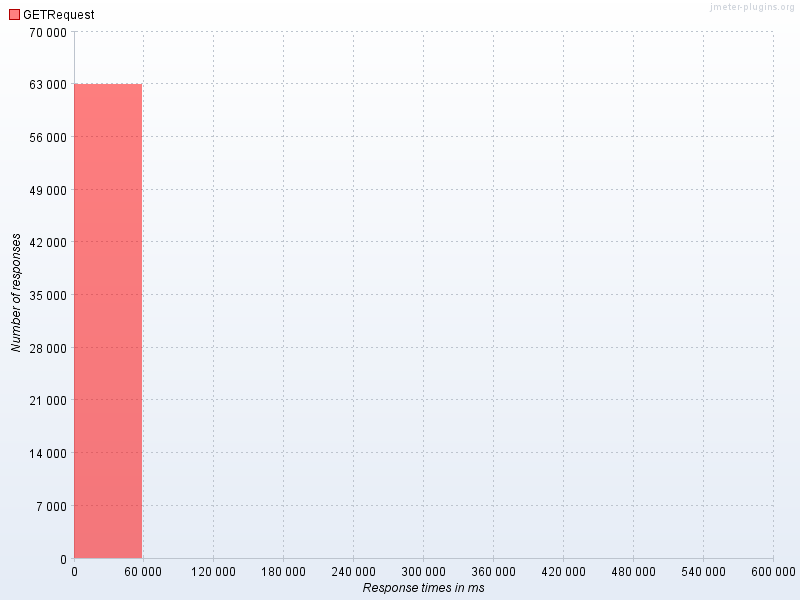 jmeter-plugins.org
GETRequest
70 000
63 000
56 000
49 000
42 000
35 000
28 000
21 000
14 000
7 000
0
Number of responses
0 60 000 120 000 180 000 240 000 300 000 360 000 420 000 480 000 540 000 600 000
Response times in ms